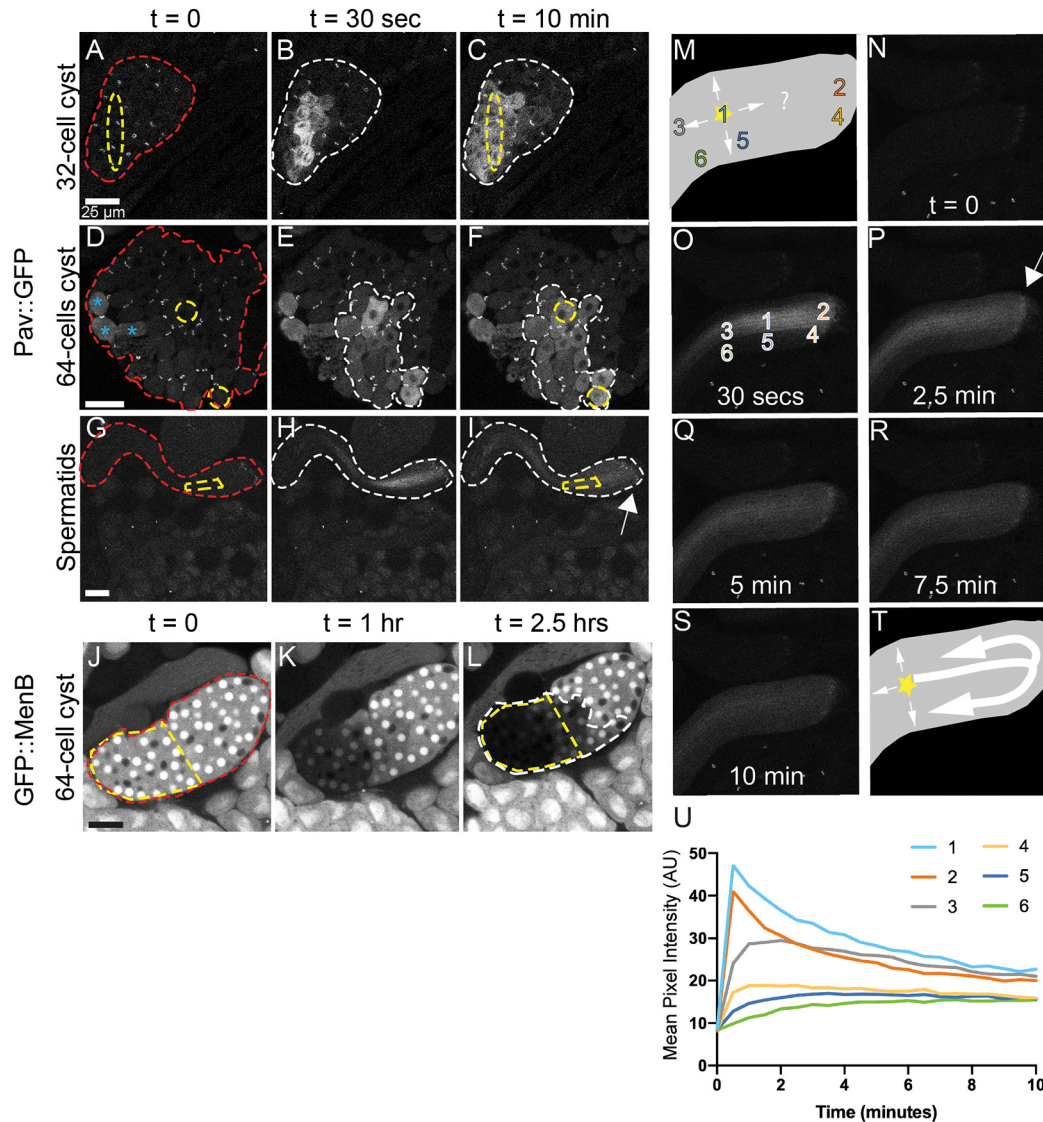 t = 0
t = 30 sec
t = 10 min
Pav::GFP
32-cell cyst
A
B
C
25 µm
64-cells cyst
D
E
F
* * *
Spermatids
G
H
I
t = 0
t = 1 hr
t = 2.5 hrs
GFP::MenB
64-cell cyst
J
K
L
M
1
2
3
4
5
6
?
N
t = 0
O
1
2
3
4
5
6
30 secs
P
2.5 min
Q
5 min
R
7.5 min
S
10 min
T
U
Mean Pixel Intensity (AU)
50
40
30
20
10
0
0 2 4 6 8 10
Time (minutes)
1 4
2 5
3 6